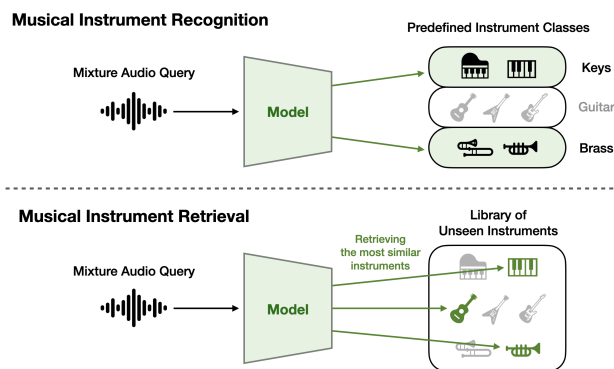 Musical Instrument Recognition
Predefined Instrument Classes
Mixture Audio Query
Model
Keys
Guitar
Brass
Musical Instrument Retrieval
Library of
Unseen Instruments
Retrieving
the most similar
instruments
Mixture Audio Query
Model